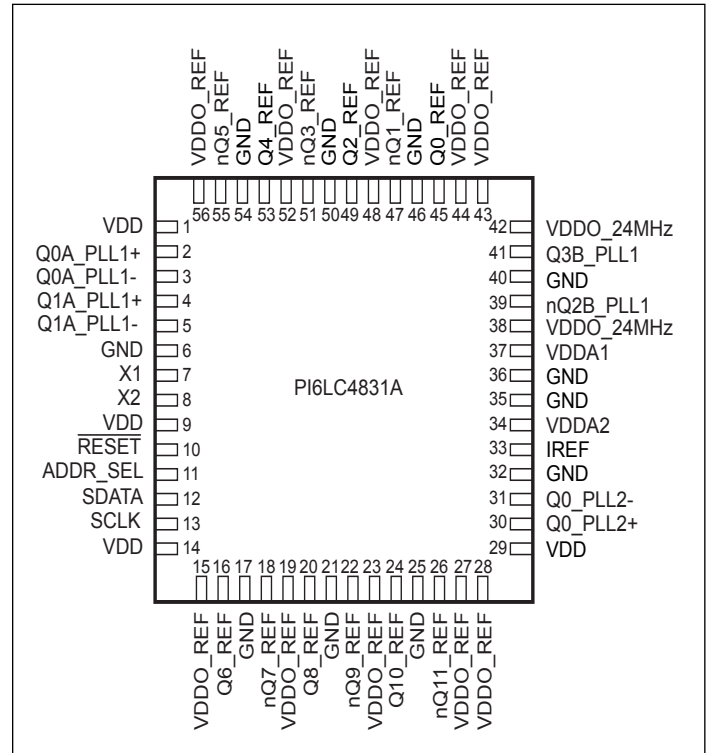 VDDO_REF
nQ5_REF
GND
Q4_REF
VDDO_REF
nQ3_REF
GND
Q2_REF
VDDO_REF
nQ1_REF
GND
Q0_REF
VDDO_REF
VDDO_REF
56 55 54 53 52 51 50 49 48 47 46 45 44 43
VDD 1
Q0A_PLL1+ 2
Q0A_PLL1- 3
Q1A_PLL1+ 4
Q1A_PLL1- 5
GND 6
X1 7
X2 8
VDD 9
RESET 10
ADDR_SEL 11
SDATA 12
SCLK 13
VDD 14
PI6LC4831A
42 VDDO_24MHz
41 Q3B_PLL1
40 GND
39 nQ2B_PLL1
38 VDDO_24MHz
37 VDDA1
36 GND
35 GND
34 VDDA2
33 IREF
32 GND
31 Q0_PLL2-
30 Q0_PLL2+
29 VDD
15 16 17 18 19 20 21 22 23 24 25 26 27 28
VDDO_REF
Q6_REF
GND
nQ7_REF
VDDO_REF
Q8_REF
GND
nQ9_REF
VDDO_REF
Q10_REF
GND
nQ11_REF
VDDO_REF
VDDO_REF